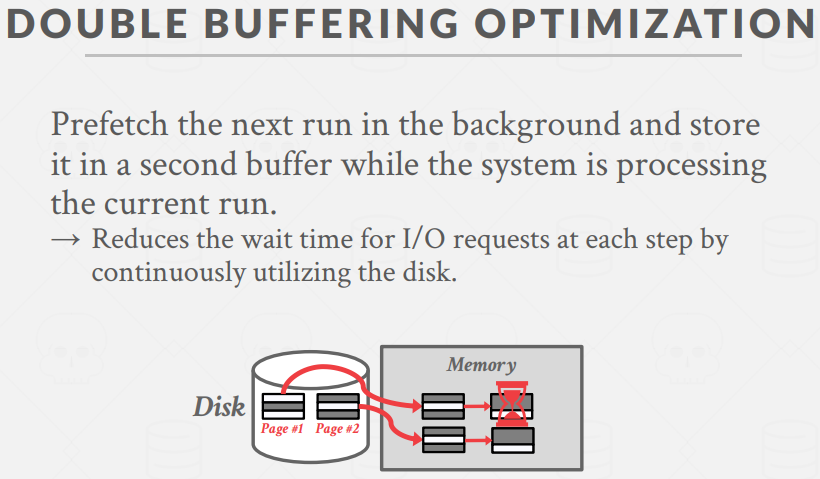 DOUBLE BUFFERING OPTIMIZATION
Prefetch the next run in the background and store
it in a second buffer while the system is processing
the current run.
→ Reduces the wait time for I/O requests at each step by
continuously utilizing the disk.
Memory
Disk
Page #1 Page #2